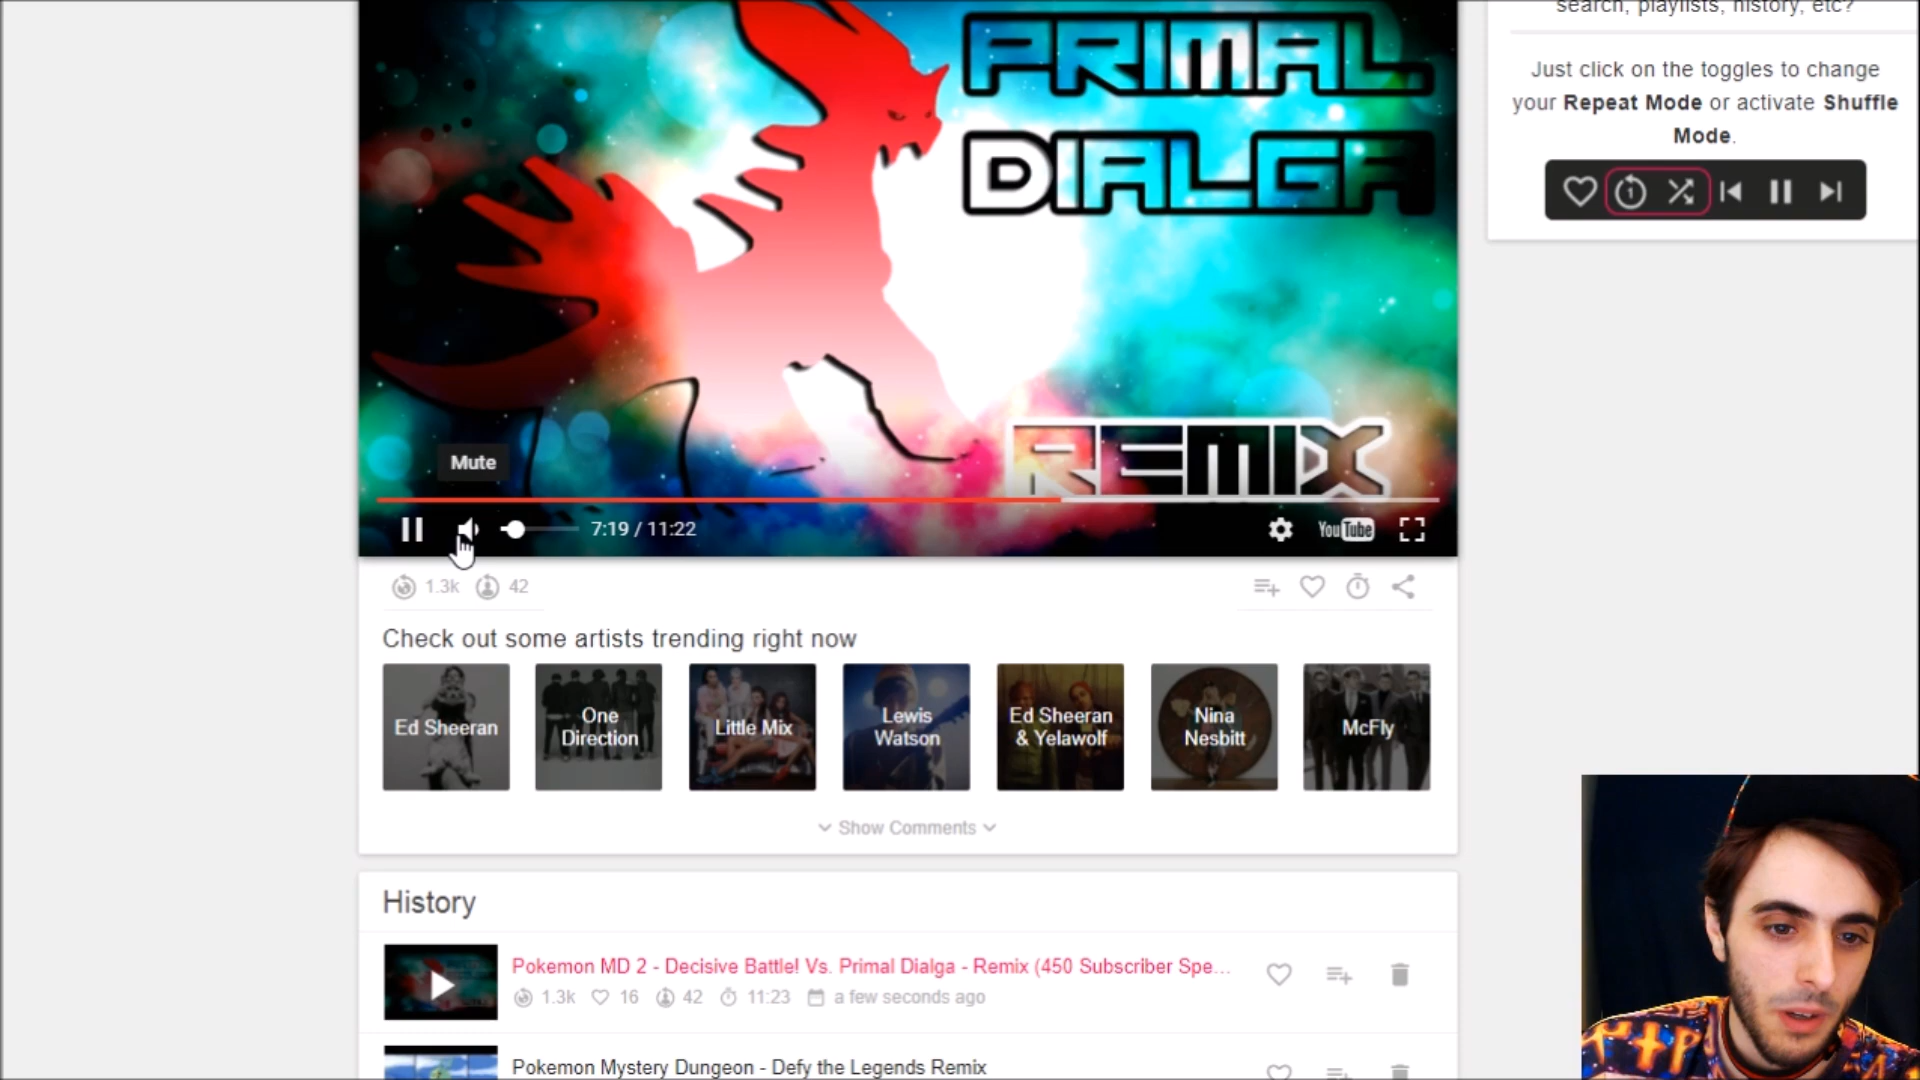 search, playlists, history, etc?
Just click on the toggles to change
your Repeat Mode or activate Shuffle
Mode.
1
PRIMAL
DIALGA
REMIX
Mute
7:19 / 11:22
YouTube
1.3k 42
Check out some artists trending right now
Ed Sheeran
One
Direction
Little Mix
Lewis
Watson
Ed Sheeran
& Yelawolf
Nina
Nesbitt
McFly
Show Comments
History
Pokemon MD 2 - Decisive Battle! Vs. Primal Dialga - Remix (450 Subscriber Spe...
1.3k 16 42 11:23 a few seconds ago
Pokemon Mystery Dungeon - Defy the Legends Remix